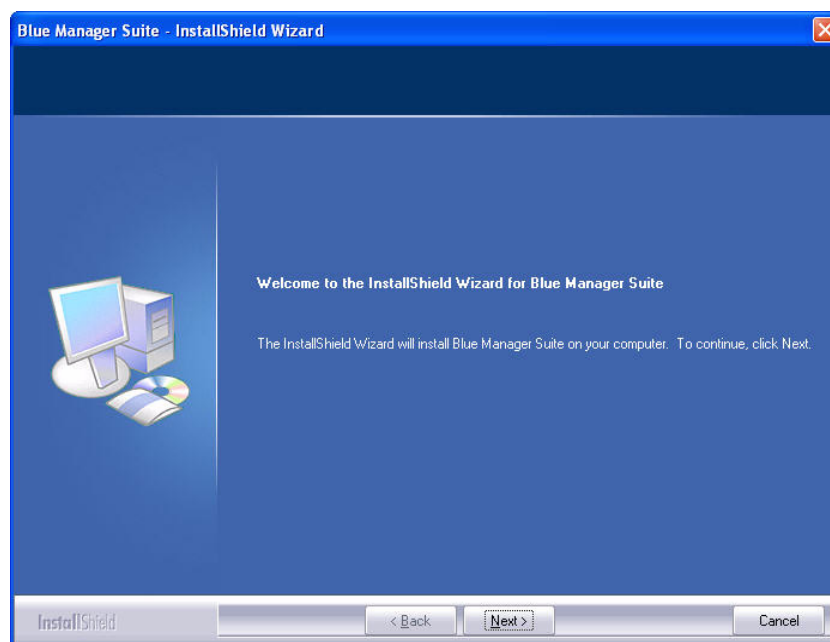 Blue Manager Suite - InstallShield Wizard
Welcome to the InstallShield Wizard for Blue Manager Suite
The InstallShield Wizard will install Blue Manager Suite on your computer. To continue, click Next.
InstallShield
< Back
Next >
Cancel